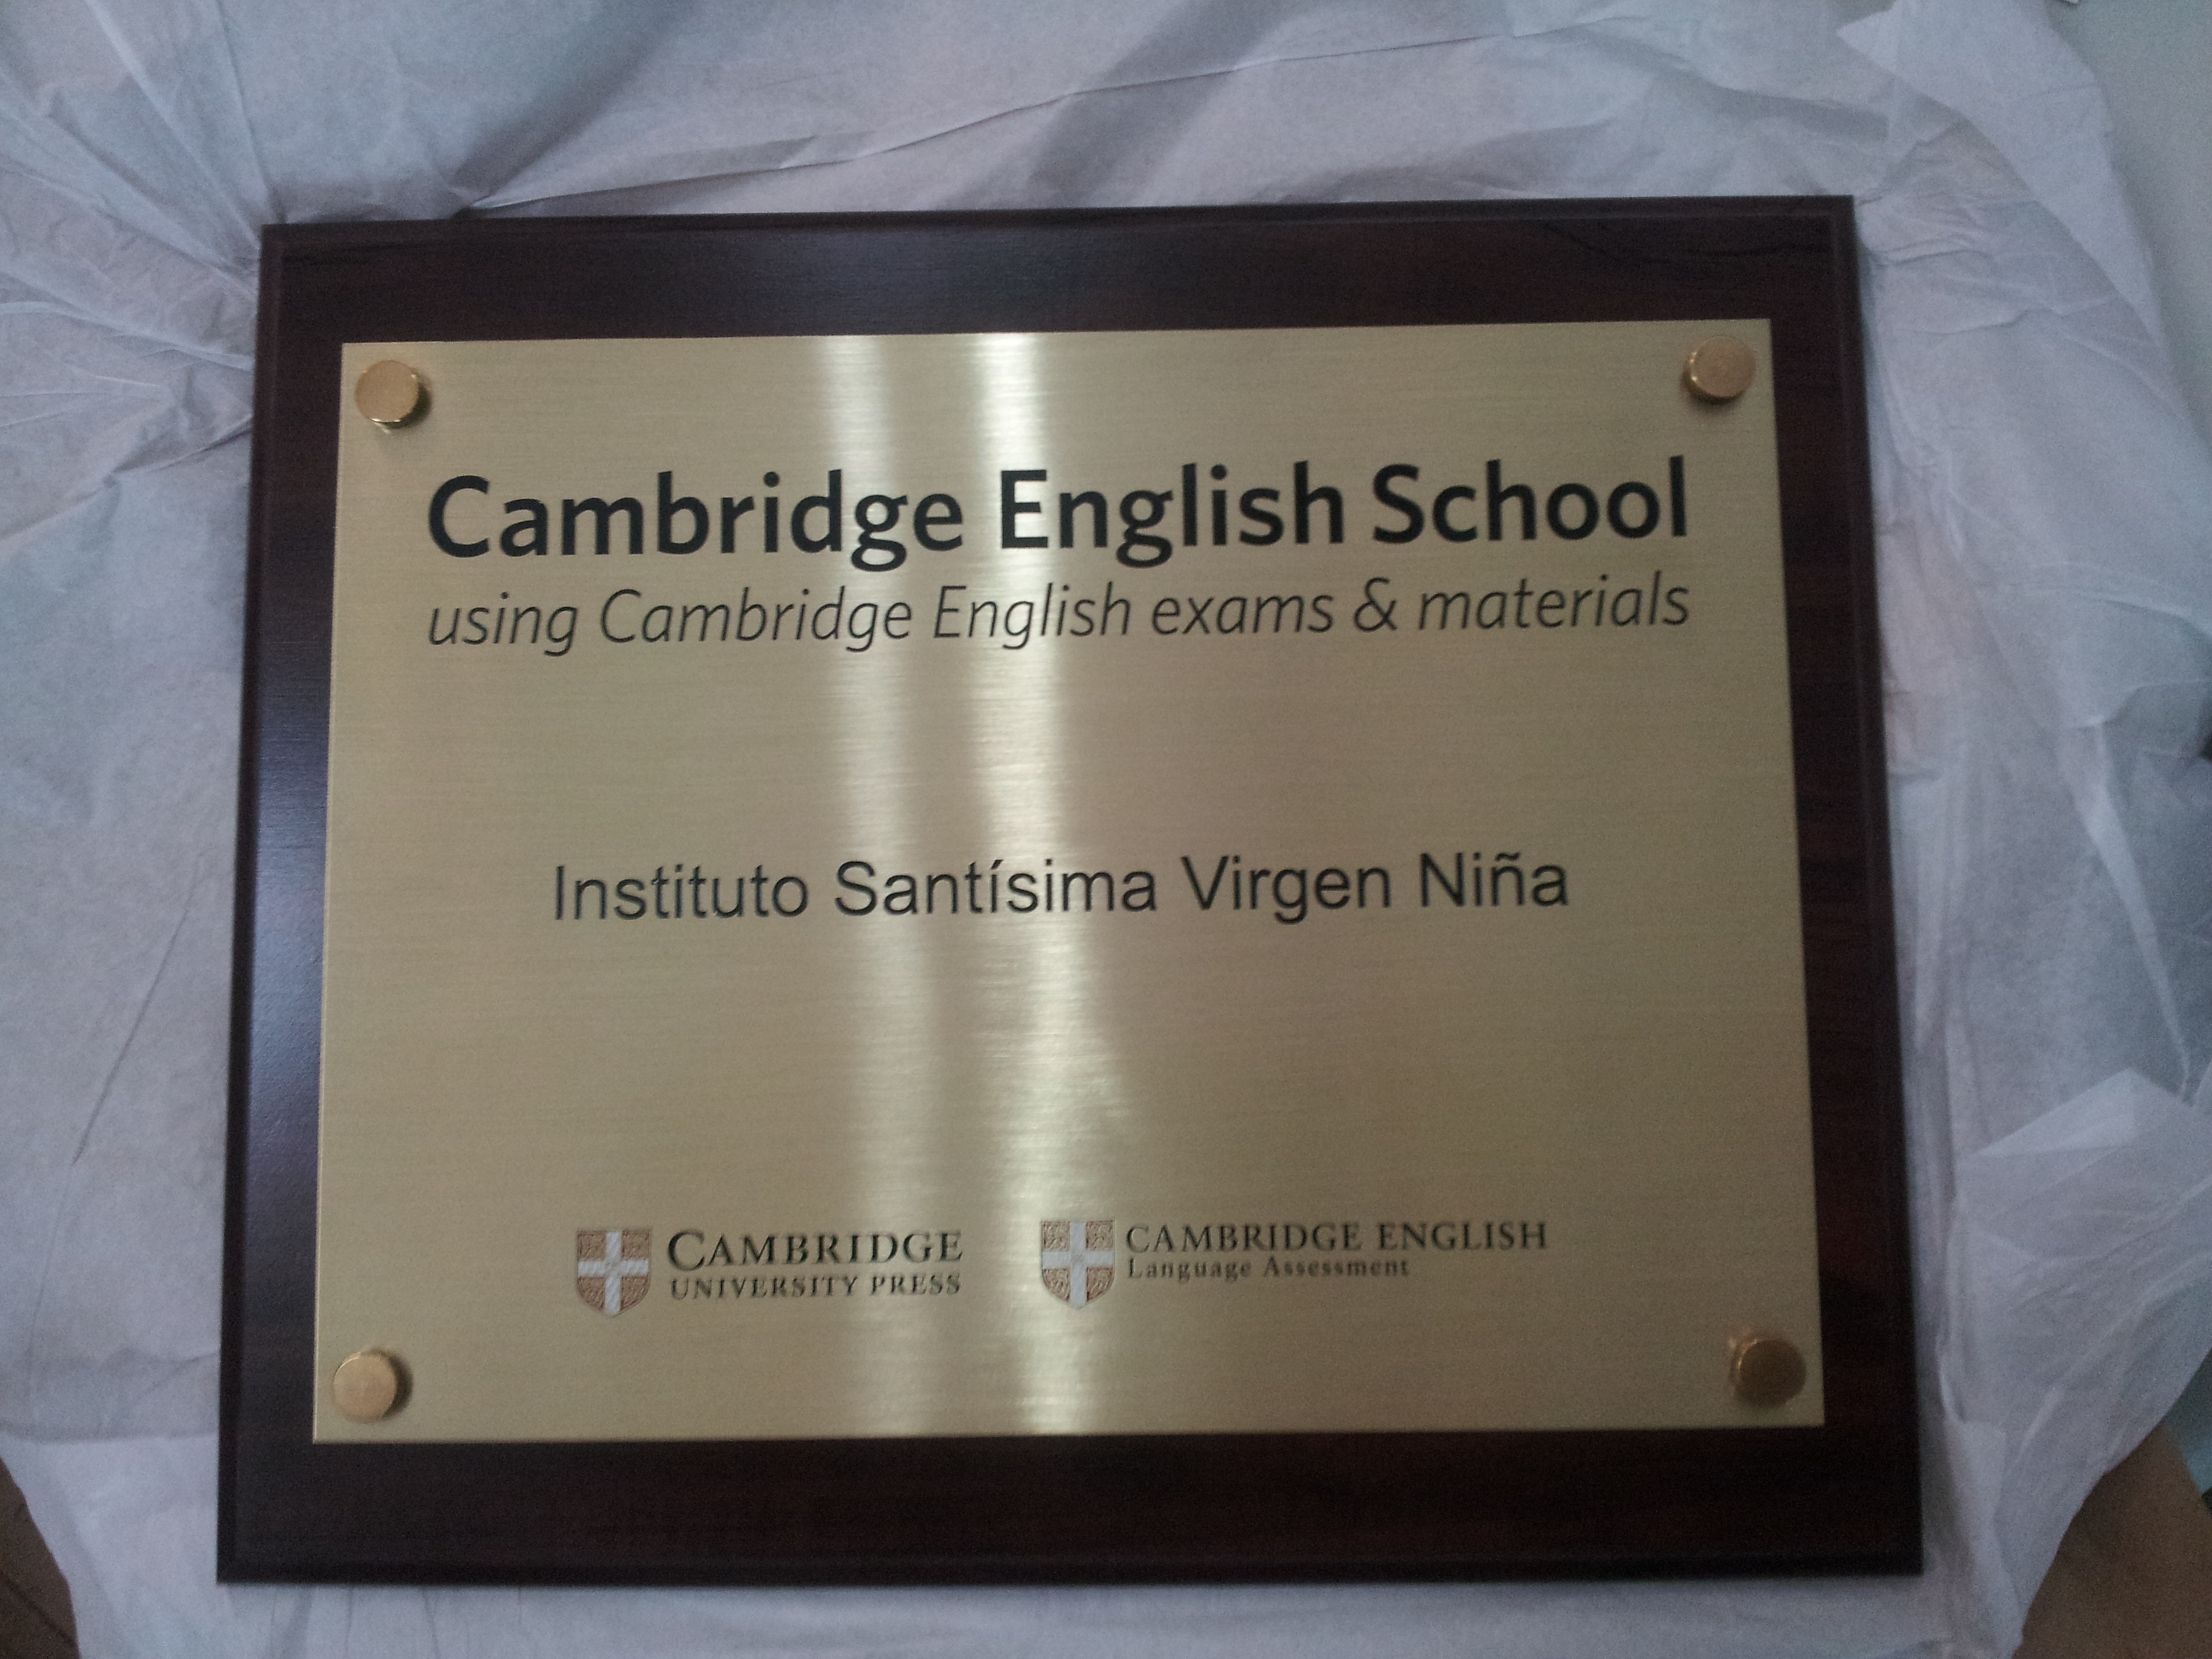 Cambridge English School
using Cambridge English exams & materials
Instituto Santísima Virgen Niña
CAMBRIDGE
UNIVERSITY PRESS
CAMBRIDGE ENGLISH
Language Assessment